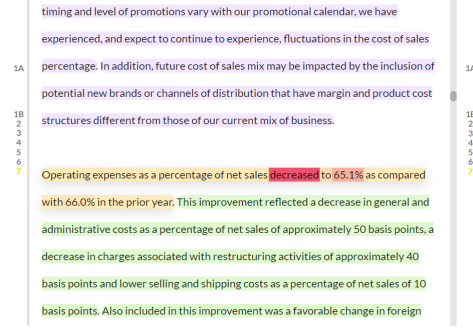 timing and level of promotions vary with our promotional calendar, we have
experienced, and expect to continue to experience, fluctuations in the cost of sales
percentage. In addition, future cost of sales mix may be impacted by the inclusion of
1A
1A
potential new brands or channels of distribution that have margin and product cost
structures different from those of our current mix of business.
1B
2
3
4
5
6
7
Operating expenses as a percentage of net sales decreased to 65.1% as compared
with 66.0% in the prior year. This improvement reflected a decrease in general and
administrative costs as a percentage of net sales of approximately 50 basis points, a
decrease in charges associated with restructuring activities of approximately 40
basis points and lower selling and shipping costs as a percentage of net sales of 10
basis points. Also included in this improvement was a favorable change in foreign
2
3
4
5
6
7